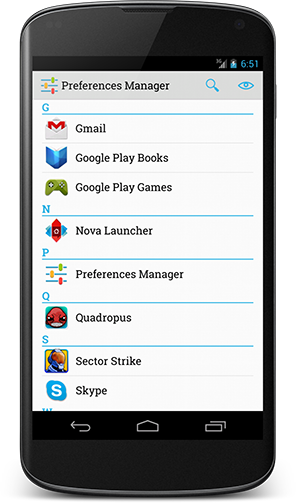 3G 6:51
Preferences Manager
G
Gmail
Google Play Books
Google Play Games
N
Nova Launcher
P
Preferences Manager
Q
Quadropus
S
Sector Strike
Skype
W